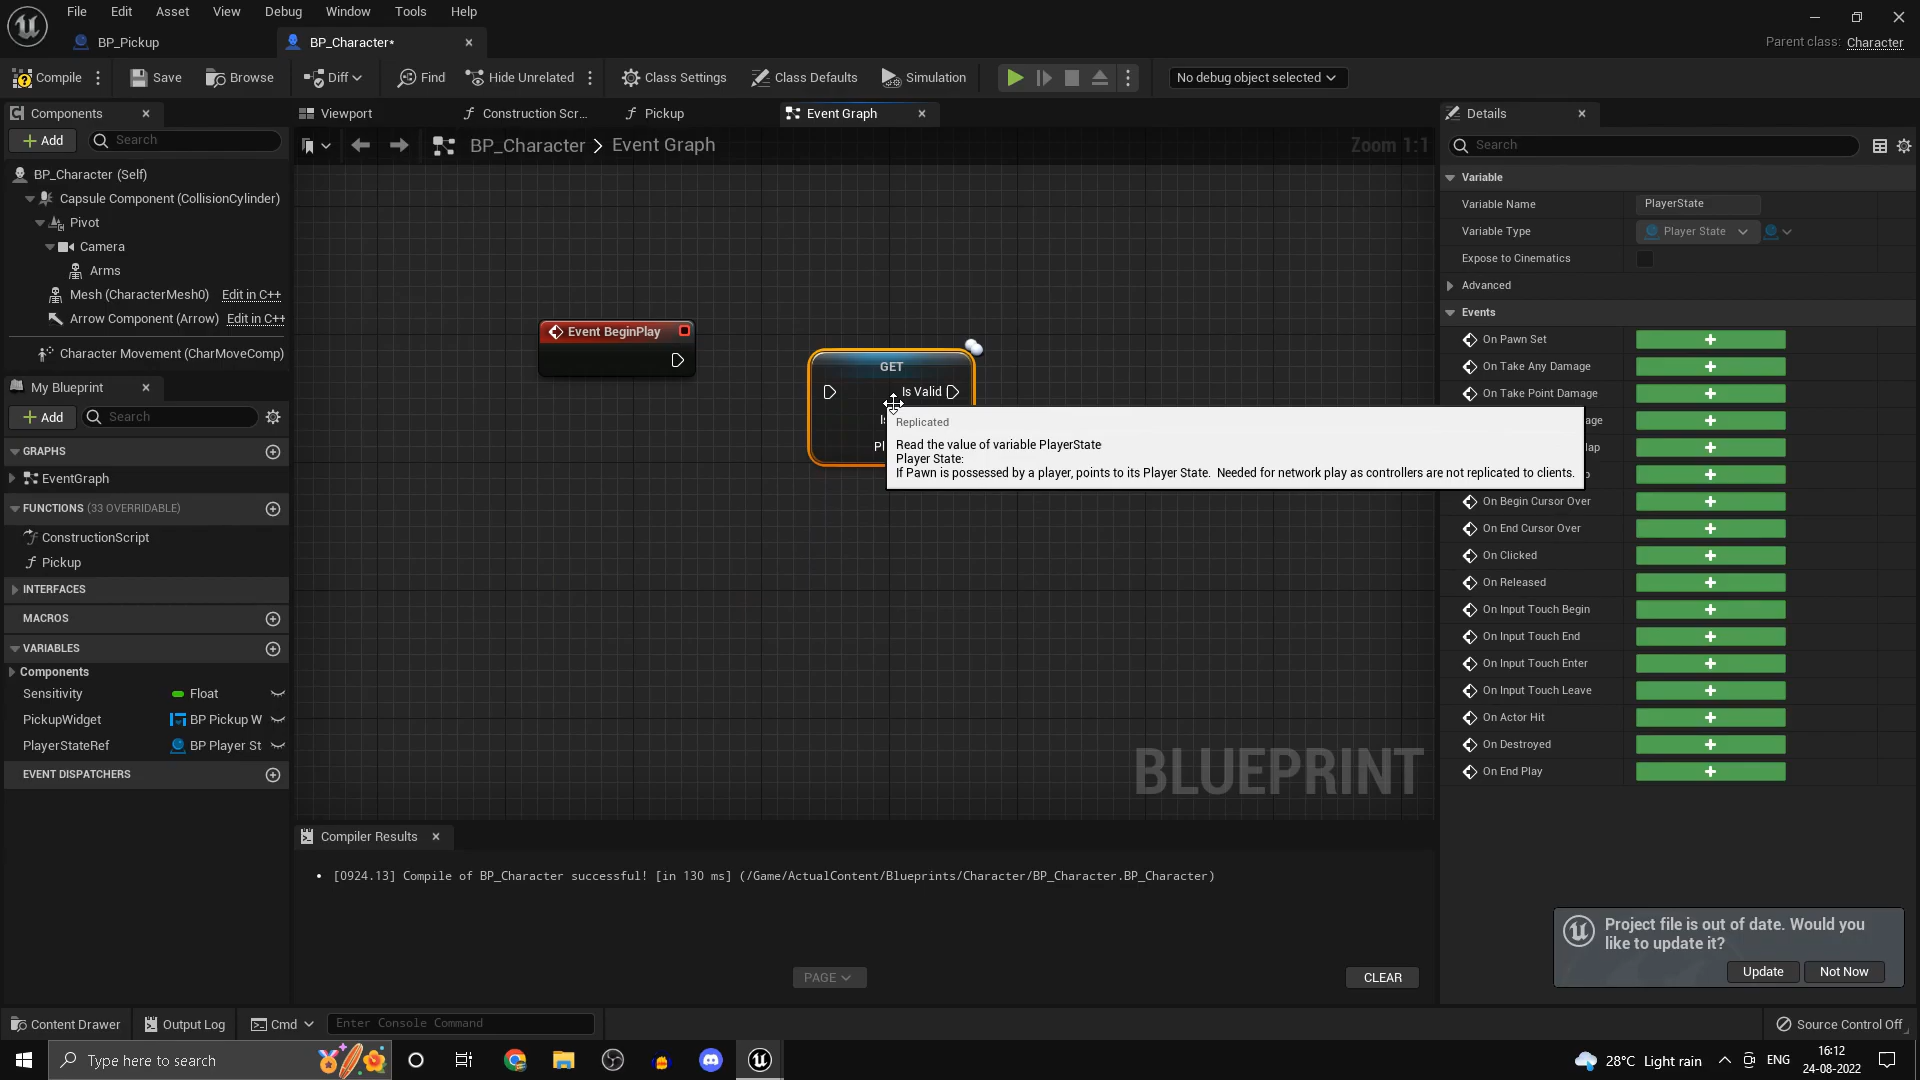 File Edit Asset View Debug Window Tools Help
BP_Pickup
BP_Character*
Parent class: Character
Compile
Save
Browse
Diff
Find
Hide Unrelated
Class Settings
Class Defaults
Simulation
No debug object selected
Components
Add
Search
BP_Character (Self)
Capsule Component (CollisionCylinder)
Pivot
Camera
Arms
Mesh (CharacterMesh0) Edit in C++
Arrow Component (Arrow) Edit in C++
Character Movement (CharMoveComp)
My Blueprint
Add
Search
GRAPHS
EventGraph
FUNCTIONS (33 OVERRIDABLE)
ConstructionScript
Pickup
INTERFACES
MACROS
VARIABLES
Components
Sensitivity Float
PickupWidget BP Pickup W
PlayerStateRef BP Player St
EVENT DISPATCHERS
Viewport
Construction Scr...
Pickup
Event Graph
BP_Character > Event Graph
Zoom 1:1
Event BeginPlay
GET
Is Valid
Replicated
Read the value of variable PlayerState
Player State:
If Pawn is possessed by a player, points to its Player State. Needed for network play as controllers are not replicated to clients.
BLUEPRINT
Compiler Results
[0924.13] Compile of BP_Character successful! [in 130 ms] (/Game/ActualContent/Blueprints/Character/BP_Character.BP_Character)
PAGE
CLEAR
Details
Search
Variable
Variable Name PlayerState
Variable Type Player State
Expose to Cinematics
Advanced
Events
On Pawn Set
On Take Any Damage
On Take Point Damage
age
lap
On Begin Cursor Over
On End Cursor Over
On Clicked
On Released
On Input Touch Begin
On Input Touch End
On Input Touch Enter
On Input Touch Leave
On Actor Hit
On Destroyed
On End Play
Project file is out of date. Would you
like to update it?
Update
Not Now
Content Drawer
Output Log
Cmd
Enter Console Command
Source Control Off
Type here to search
28°C Light rain
ENG
16:12
24-08-2022